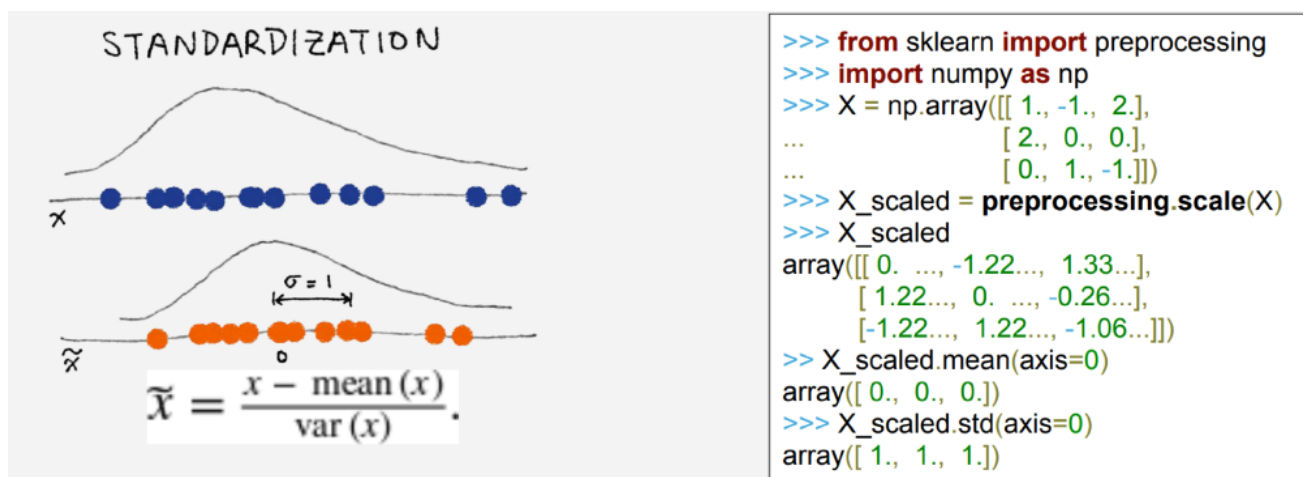 STANDARDIZATION
x
σ = 1
x̃
0
x̃ = x − mean (x) / var (x) .
>>> from sklearn import preprocessing
>>> import numpy as np
>>> X = np.array([[ 1., -1., 2.],
... [ 2., 0., 0.],
... [ 0., 1., -1.]])
>>> X_scaled = preprocessing.scale(X)
>>> X_scaled
array([[ 0. ..., -1.22..., 1.33...],
[ 1.22..., 0. ..., -0.26...],
[-1.22..., 1.22..., -1.06...]])
>> X_scaled.mean(axis=0)
array([ 0., 0., 0.])
>>> X_scaled.std(axis=0)
array([ 1., 1., 1.])